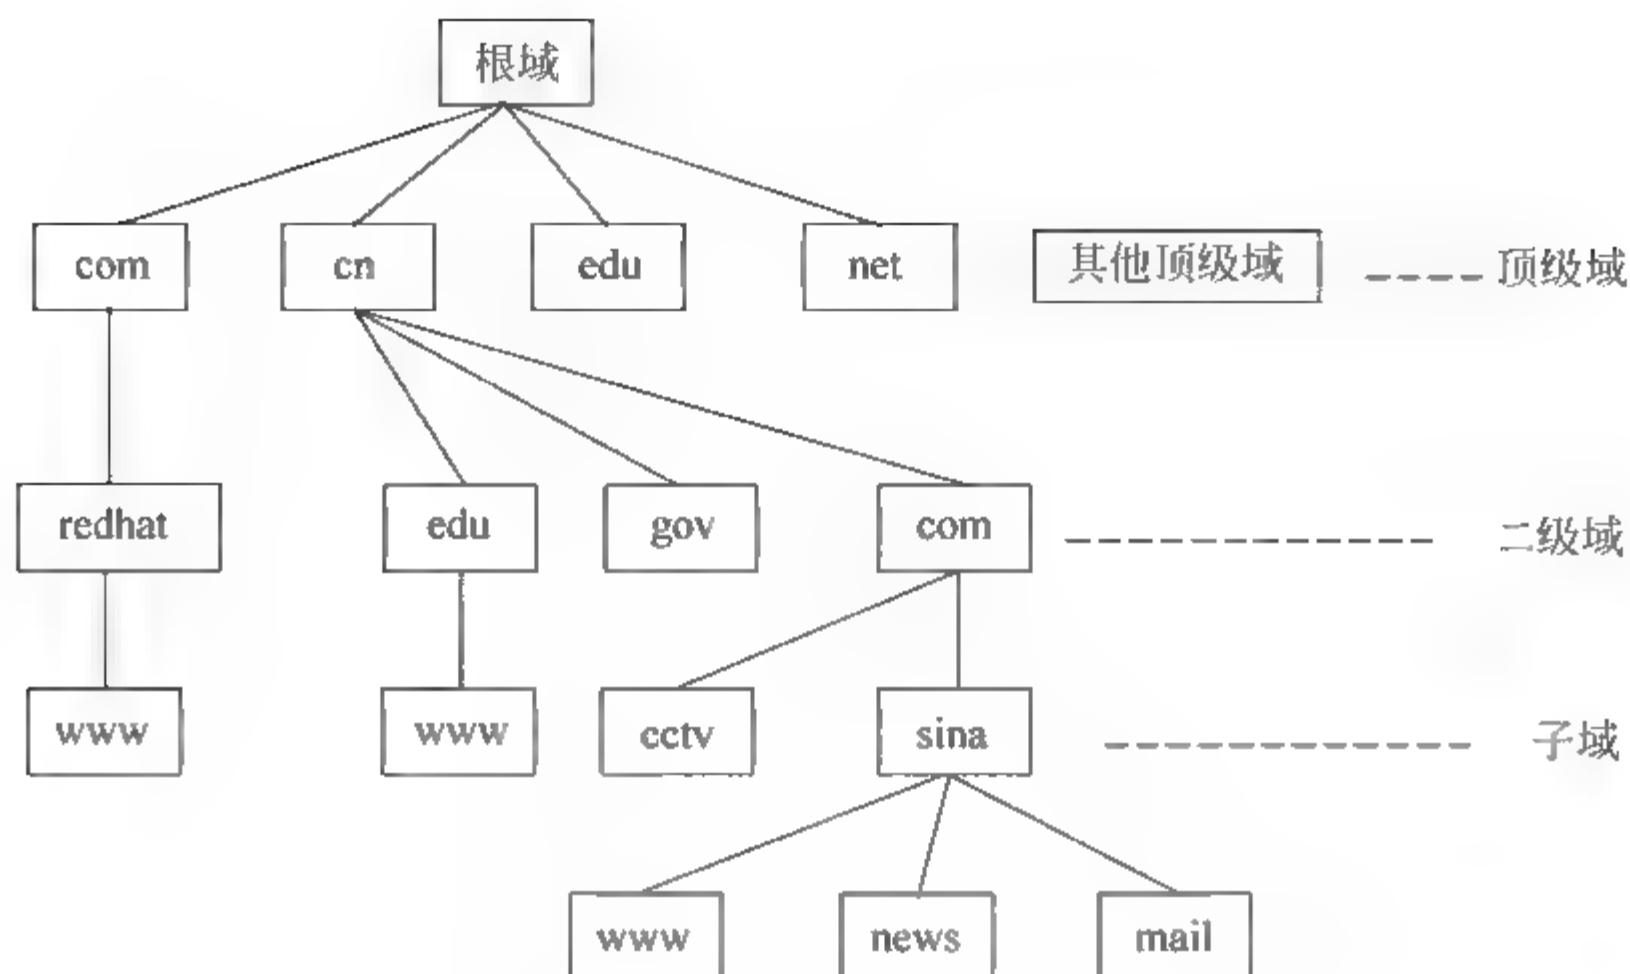 根域
com
cn
edu
net
其他顶级域
顶级域
redhat
edu
gov
com
二级域
www
www
cctv
sina
子域
www
news
mail